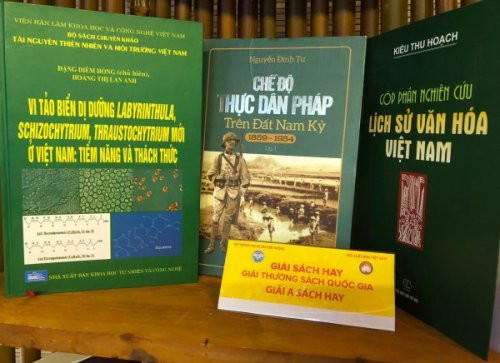 VIỆN HÀN LÂM KHOA HỌC VÀ CÔNG NGHỆ VIỆT NAM
BỘ SÁCH CHUYÊN KHẢO
TÀI NGUYÊN THIÊN NHIÊN VÀ MÔI TRƯỜNG VIỆT NAM
ĐẶNG DIỄM HỒNG (chủ biên),
HOÀNG THỊ LAN ANH
VI TẢO BIỂN DỊ DƯỠNG LABYRINTHULA,
SCHIZOCHYTRIUM, THRAUSTOCHYTRIUM MỚI
Ở VIỆT NAM: TIỀM NĂNG VÀ THÁCH THỨC
Squalene
NHÀ XUẤT BẢN KHOA HỌC TỰ NHIÊN VÀ CÔNG NGHỆ
Nguyễn Đình Tư
CHẾ ĐỘ
THỰC DÂN PHÁP
Trên Đất Nam Kỳ
1859 - 1954
Tập 1
KIỀU THU HOẠCH
GÓP PHẦN NGHIÊN CỨU
LỊCH SỬ VĂN HÓA
VIỆT NAM
GIẢI SÁCH HAY
GIẢI THƯỞNG SÁCH QUỐC GIA
GIẢI A SÁCH HAY